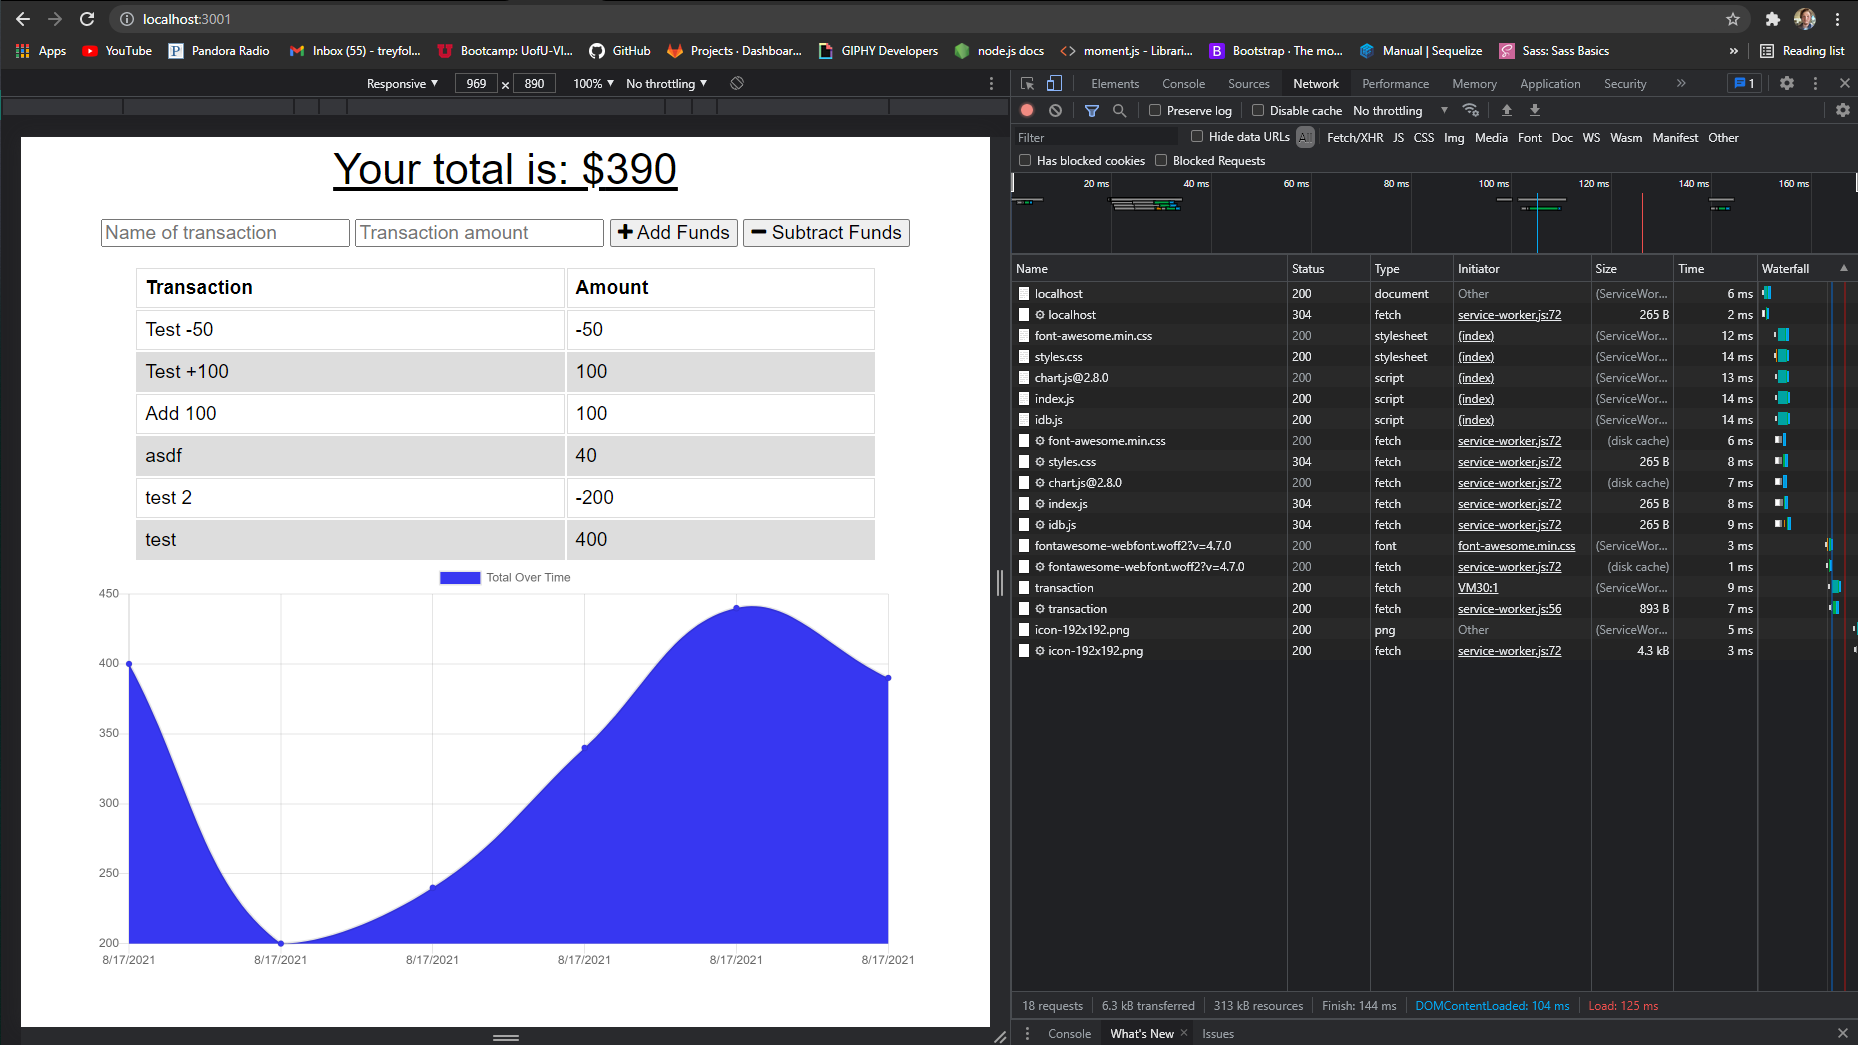 localhost:3001
Apps YouTube Pandora Radio Inbox (55) - treyfol... Bootcamp: UofU-VI... GitHub Projects · Dashboar... GIPHY Developers node.js docs moment.js - Librari... Bootstrap · The mo... Manual | Sequelize Sass: Sass Basics » Reading list
Responsive ▼ 969 x 890 100% ▼ No throttling ▼
Your total is: $390
Name of transaction Transaction amount Add Funds Subtract Funds
Transaction Amount
Test -50 -50
Test +100 100
Add 100 100
asdf 40
test 2 -200
test 400
Total Over Time
450
400
350
300
250
200
8/17/2021 8/17/2021 8/17/2021 8/17/2021 8/17/2021 8/17/2021
Elements Console Sources Network Performance Memory Application Security » 1
Preserve log Disable cache No throttling ▼
Filter Hide data URLs All Fetch/XHR JS CSS Img Media Font Doc WS Wasm Manifest Other
Has blocked cookies Blocked Requests
20 ms 40 ms 60 ms 80 ms 100 ms 120 ms 140 ms 160 ms
Name Status Type Initiator Size Time Waterfall
localhost 200 document Other (ServiceWor... 6 ms
localhost 304 fetch service-worker.js:72 265 B 2 ms
font-awesome.min.css 200 stylesheet (index) (ServiceWor... 12 ms
styles.css 200 stylesheet (index) (ServiceWor... 14 ms
chart.js@2.8.0 200 script (index) (ServiceWor... 13 ms
index.js 200 script (index) (ServiceWor... 14 ms
idb.js 200 script (index) (ServiceWor... 14 ms
font-awesome.min.css 200 fetch service-worker.js:72 (disk cache) 6 ms
styles.css 304 fetch service-worker.js:72 265 B 8 ms
chart.js@2.8.0 200 fetch service-worker.js:72 (disk cache) 7 ms
index.js 304 fetch service-worker.js:72 265 B 8 ms
idb.js 304 fetch service-worker.js:72 265 B 9 ms
fontawesome-webfont.woff2?v=4.7.0 200 font font-awesome.min.css (ServiceWor... 3 ms
fontawesome-webfont.woff2?v=4.7.0 200 fetch service-worker.js:72 (disk cache) 1 ms
transaction 200 fetch VM30:1 (ServiceWor... 9 ms
transaction 200 fetch service-worker.js:56 893 B 7 ms
icon-192x192.png 200 png Other (ServiceWor... 5 ms
icon-192x192.png 200 fetch service-worker.js:72 4.3 kB 3 ms
18 requests 6.3 kB transferred 313 kB resources Finish: 144 ms DOMContentLoaded: 104 ms Load: 125 ms
Console What's New Issues